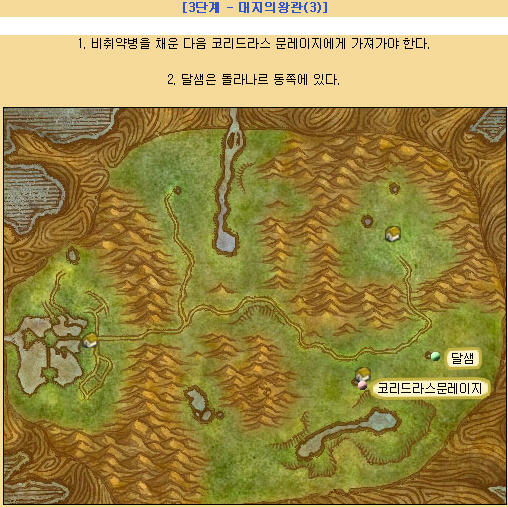 [3단계 - 대지의왕관(3)]
1. 비취약병을 채운 다음 코리드라스 문레이지에게 가져가야 한다.
2. 달샘은 돌라나르 동쪽에 있다.
달샘
코리드라스문레이지